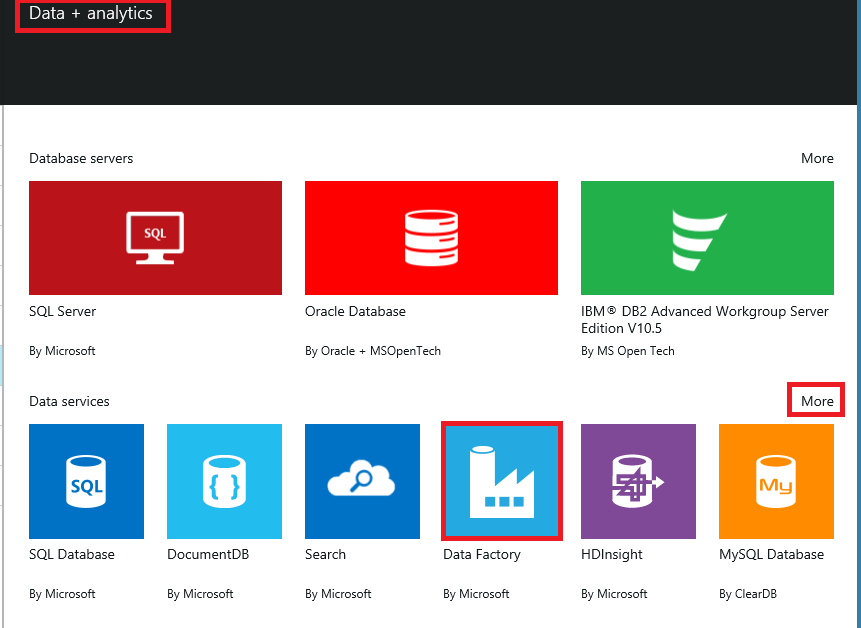 Data + analytics
Database servers
More
SQL
SQL Server
By Microsoft
Oracle Database
By Oracle + MSOpenTech
IBM® DB2 Advanced Workgroup Server
Edition V10.5
By MS Open Tech
Data services
More
SQL
SQL Database
By Microsoft
{ }
DocumentDB
By Microsoft
Search
By Microsoft
Data Factory
By Microsoft
HDInsight
By Microsoft
My
MySQL Database
By ClearDB